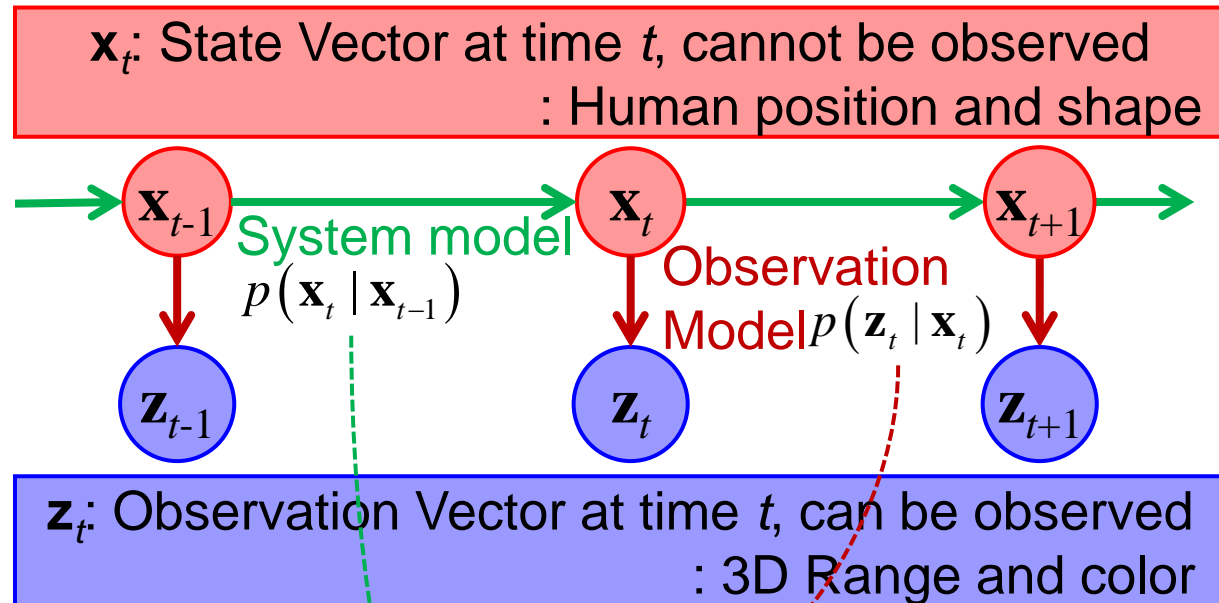 x_t: State Vector at time t, cannot be observed
: Human position and shape
x_{t-1} x_t x_{t+1}
System model
p(x_t | x_{t-1})
Observation
Model p(z_t | x_t)
z_{t-1} z_t z_{t+1}
z_t: Observation Vector at time t, can be observed
: 3D Range and color